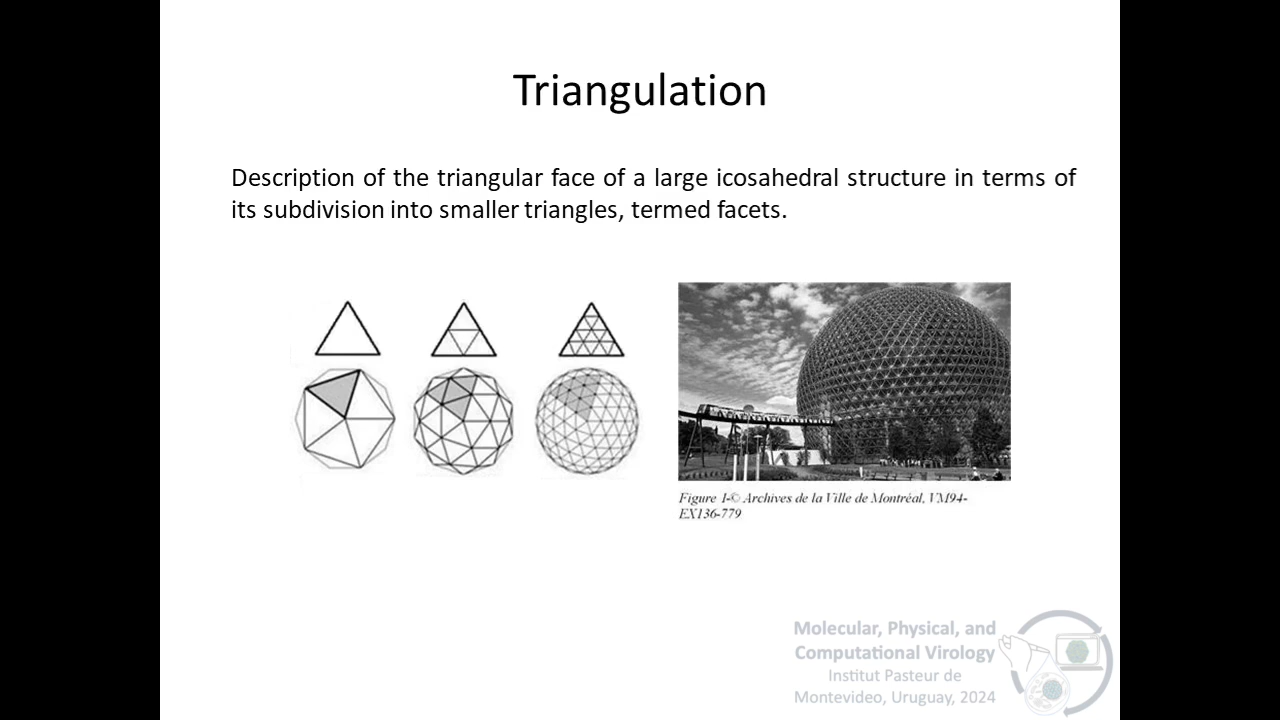 Triangulation
Description of the triangular face of a large icosahedral structure in terms of
its subdivision into smaller triangles, termed facets.
Figure 1-© Archives de la Ville de Montréal, VM94-
EX136-779
Molecular, Physical, and
Computational Virology
Institut Pasteur de
Montevideo, Uruguay, 2024